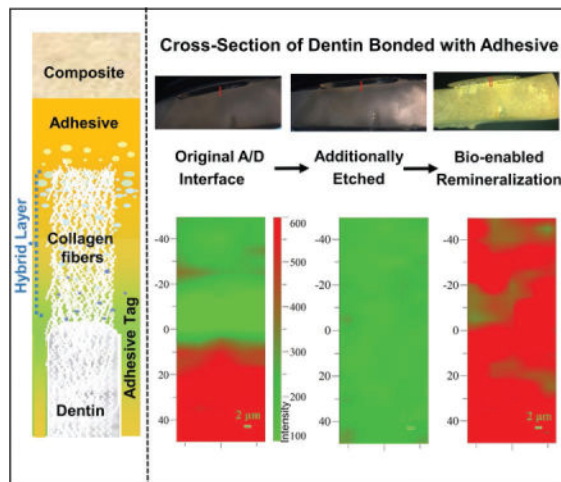 Cross-Section of Dentin Bonded with Adhesive
Composite
Adhesive
Hybrid Layer
Collagen
fibers
Adhesive Tag
Dentin
Original A/D
Interface
Additionally
Etched
Bio-enabled
Remineralization
-40
-20
0
20
40
2 µm
600
500
400
300
200
100
Intensity
-40
-20
0
20
40
-40
-20
0
20
40
2 µm